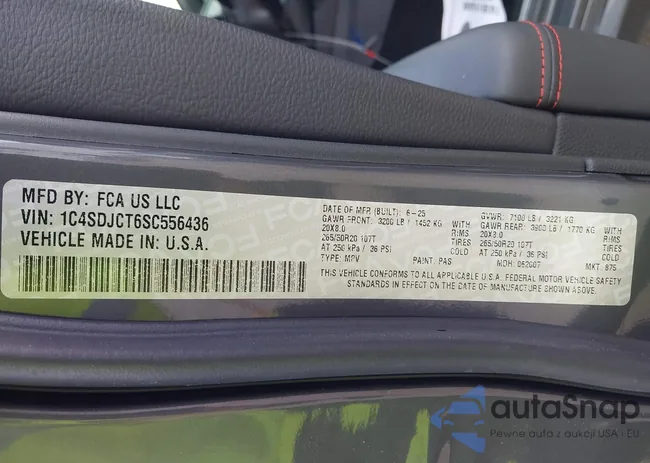 MFD BY: FCA US LLC
VIN: 1C4SDJCT6SC556436
VEHICLE MADE IN U.S.A.
DATE OF MFR (BUILT): 6-25 GVWR: 7100 LB / 3221 KG
GAWR FRONT: 3200 LB / 1452 KG WITH GAWR REAR: 3900 LB / 1770 KG WITH
20X8.0 RIMS 20X8.0 RIMS
265/50R20 107T TIRES 265/50R20 107T TIRES
AT 250 kPa / 36 PSI COLD AT 250 kPa / 36 PSI COLD
TYPE: MPV PAINT: PAS MDH: 052607 MKT: 875
THIS VEHICLE CONFORMS TO ALL APPLICABLE U.S.A. FEDERAL MOTOR VEHICLE SAFETY
STANDARDS IN EFFECT ON THE DATE OF MANUFACTURE SHOWN ABOVE.
autaSnap
Pewne auta z aukcji USA i EU